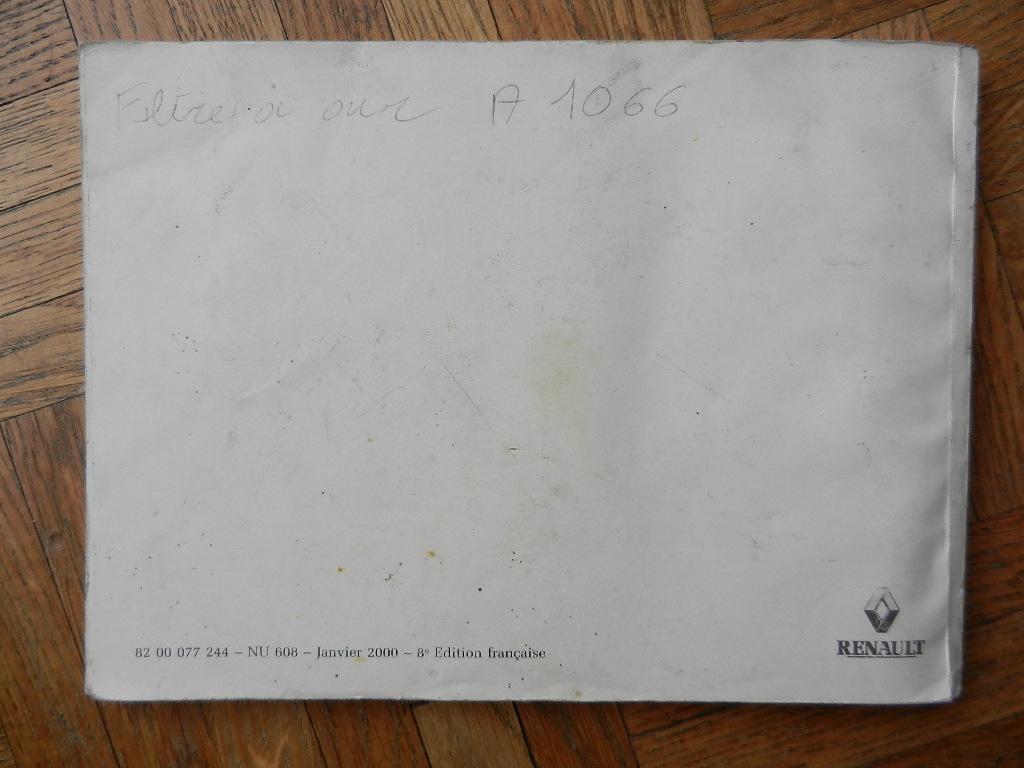 Filtre à air A 1066
82 00 077 244 – NU 608 – Janvier 2000 – 8e Edition française
RENAULT